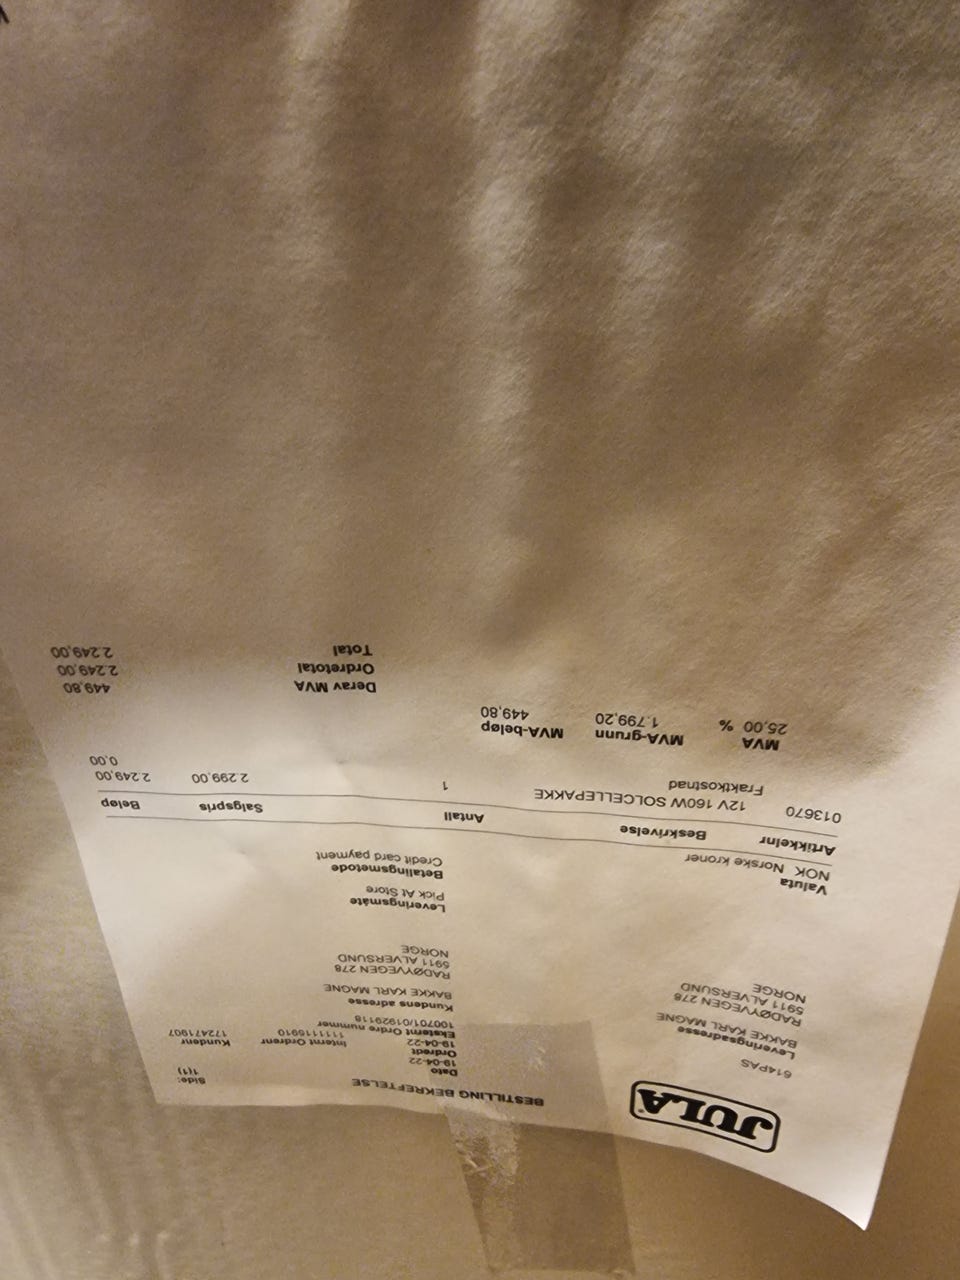 JULA
BESTILLING BEKREFTELSE
Side:
1(1)
614PAS
Dato
19-04-22
Leveringsadresse
BAKKE KARL MAGNE
RADØYVEGEN 278
5911 ALVERSUND
NORGE
Ordredt
19-04-22
Internt Ordrenr
1111115910
Kundenr
172471907
Eksternt Ordre nummer
100701/01929118
Kundens adresse
BAKKE KARL MAGNE
RADØYVEGEN 278
5911 ALVERSUND
NORGE
Leveringsmåte
Pick At Store
Valuta
NOK Norske kroner
Betalingsmetode
Credit card payment
Artikkelnr Beskrivelse Antall Salgspris Beløp
013670 12V 160W SOLCELLEPAKKE 1 2.299,00 2.249,00
Fraktkostnad 0,00
MVA MVA-grunn MVA-beløp
25,00 % 1.799,20 449,80
Derav MVA 449,80
Ordretotal 2.249,00
Total 2.249,00